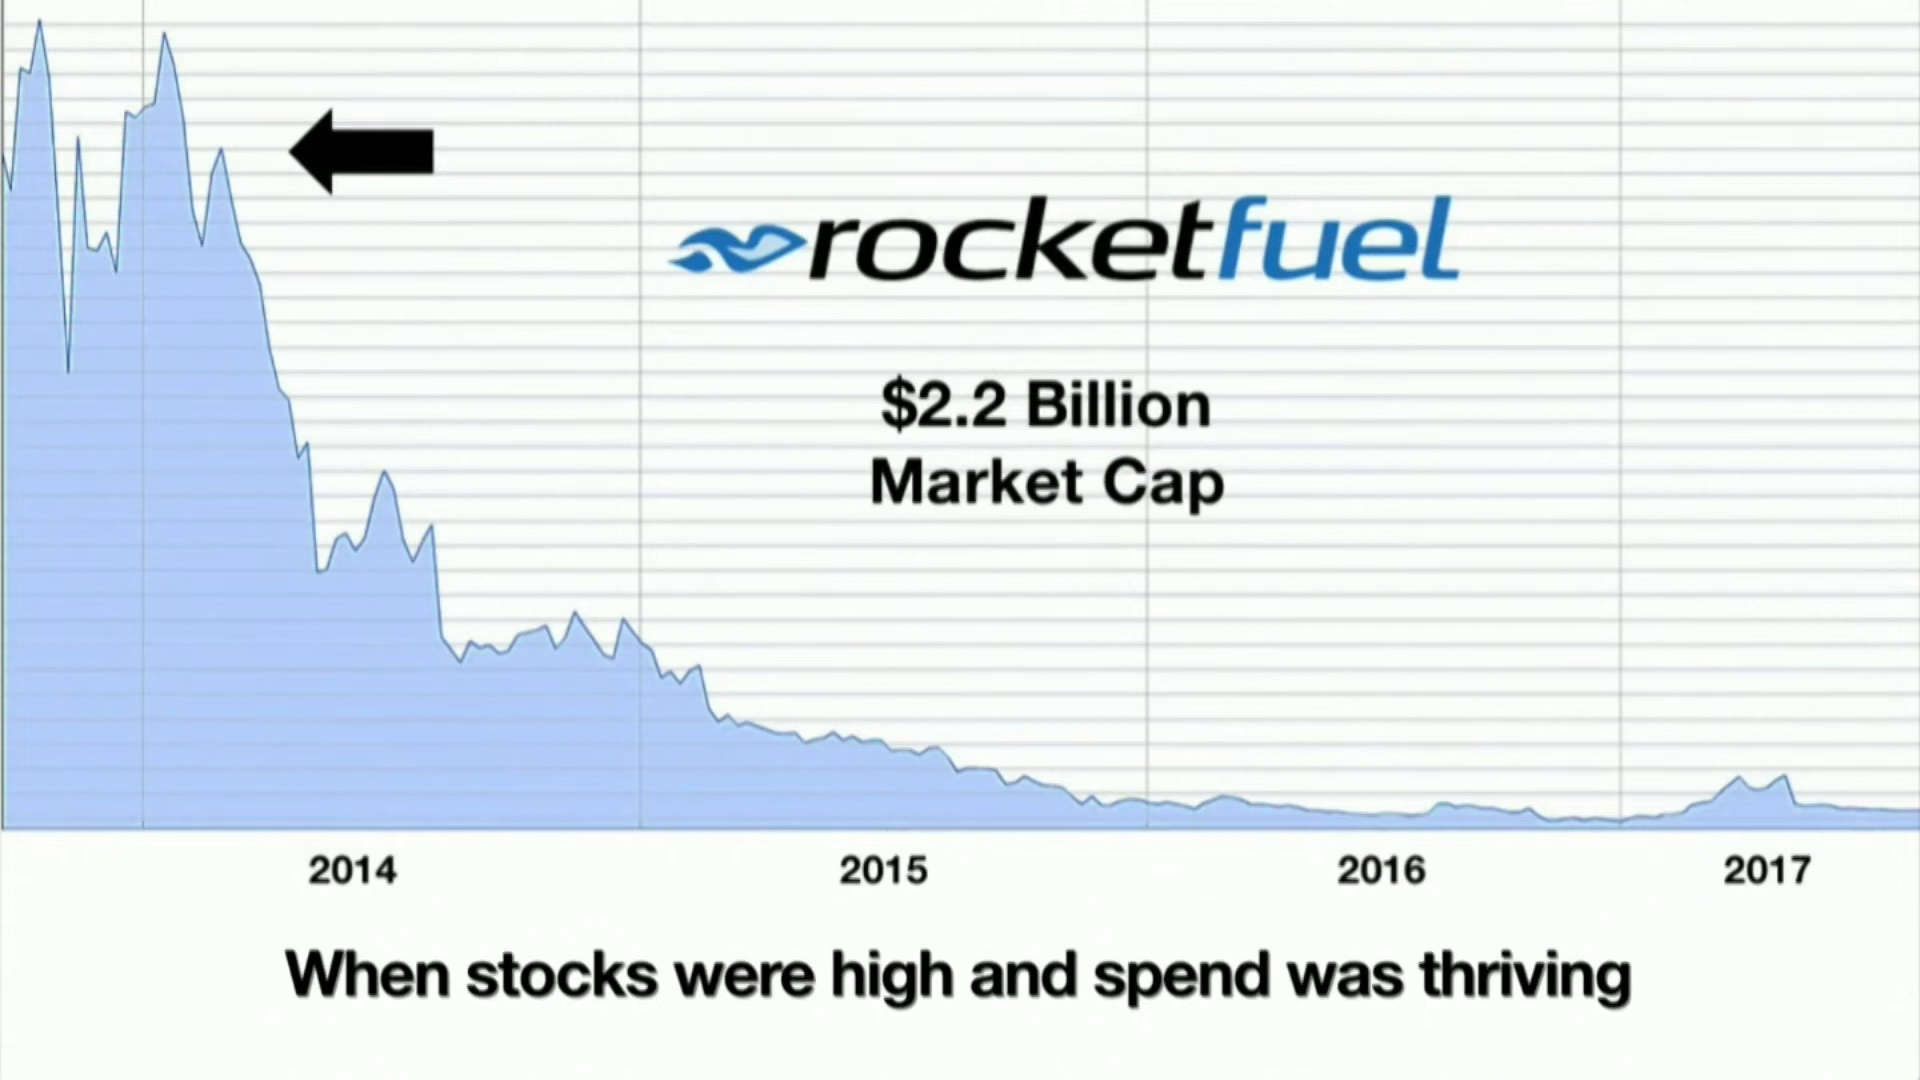 rocketfuel
$2.2 Billion
Market Cap
2014 2015 2016 2017
When stocks were high and spend was thriving